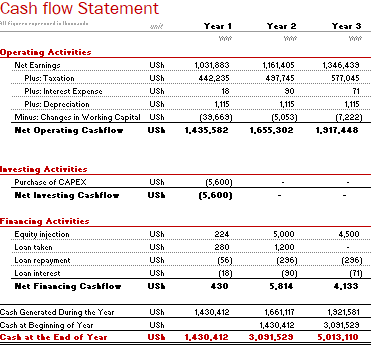 Cash flow Statement
All figures expressed in thousands unit Year 1 Year 2 Year 3
'000 '000 '000
Operating Activities
Net Earnings USh 1,031,883 1,161,405 1,346,439
Plus: Taxation USh 442,235 497,745 577,045
Plus: Interest Expense USh 18 90 71
Plus: Depreciation USh 1,115 1,115 1,115
Minus: Changes in Working Capital USh (39,669) (5,053) (7,222)
Net Operating Cashflow USh 1,435,582 1,655,302 1,917,448
Investing Activities
Purchase of CAPEX USh (5,600) - -
Net Investing Cashflow USh (5,600) - -
Financing Activities
Equity injection USh 224 5,000 4,500
Loan taken USh 280 1,200 -
Loan repayment USh (56) (296) (296)
Loan interest USh (18) (90) (71)
Net Financing Cashflow USh 430 5,814 4,133
Cash Generated During the Year USh 1,430,412 1,661,117 1,921,581
Cash at Beginning of Year USh 1,430,412 3,091,529
Cash at the End of Year USh 1,430,412 3,091,529 5,013,110